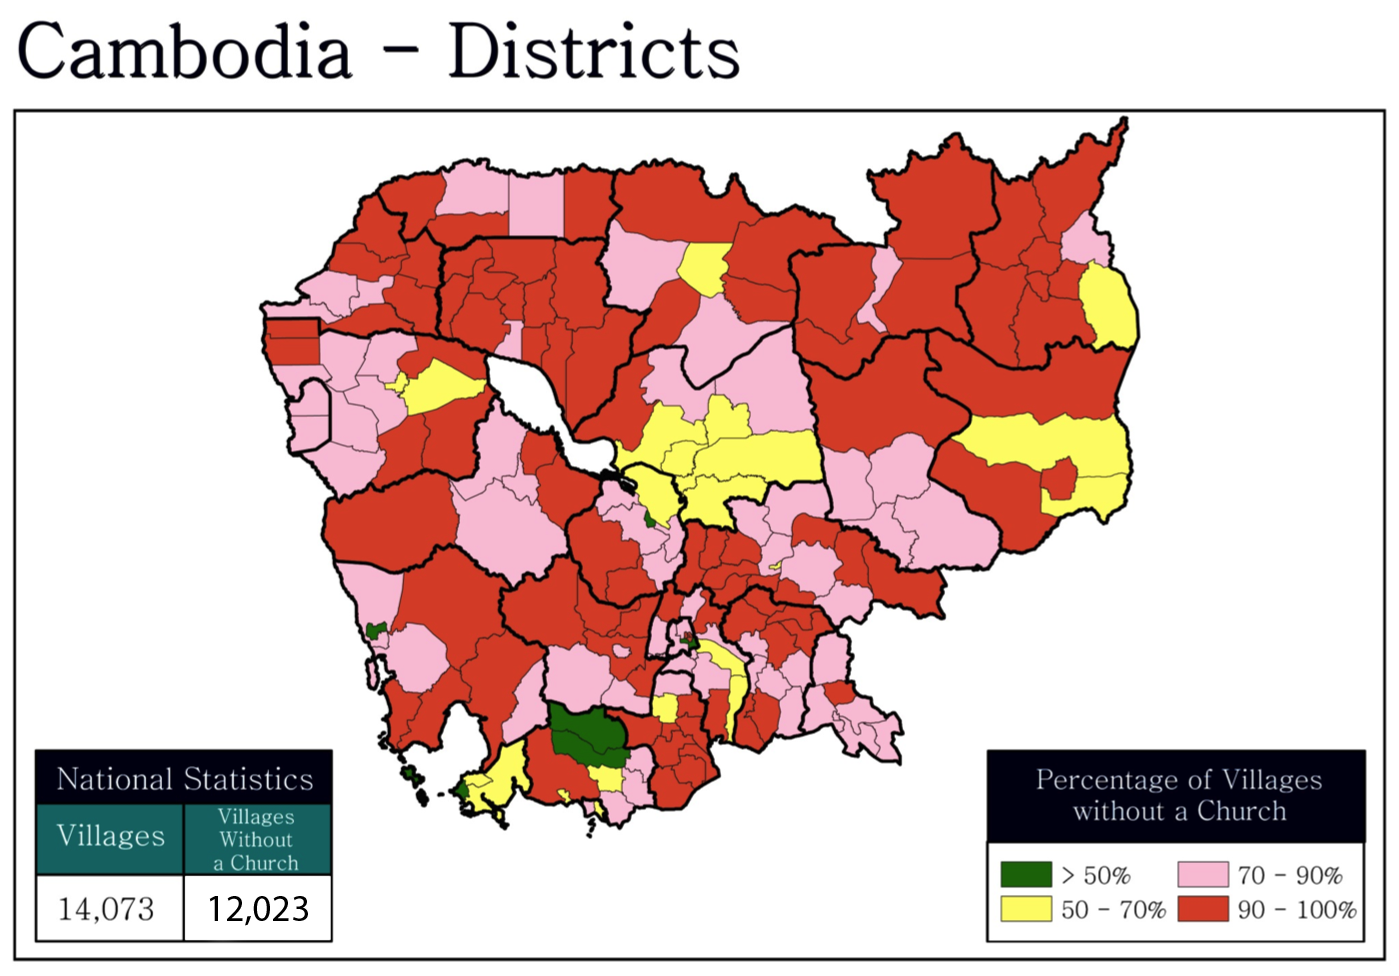 Cambodia - Districts
National Statistics
Villages
Villages
Without
a Church
14,073
12,023
Percentage of Villages
without a Church
> 50%
70 - 90%
50 - 70%
90 - 100%